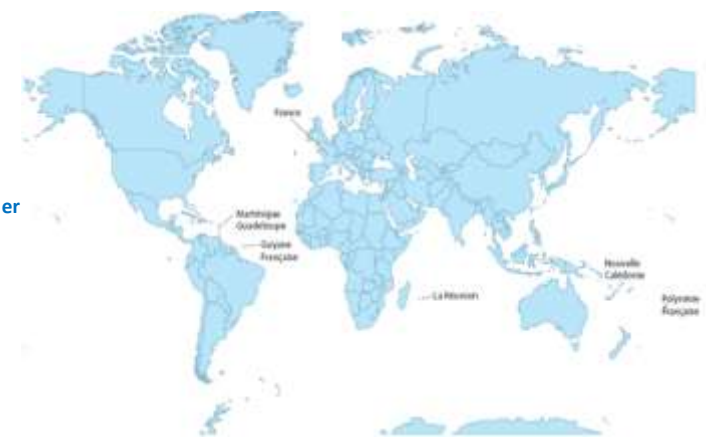 France
er
Martinique
Guadeloupe
Guyane
Française
Nouvelle
Calédonie
La Réunion
Polynésie
Française